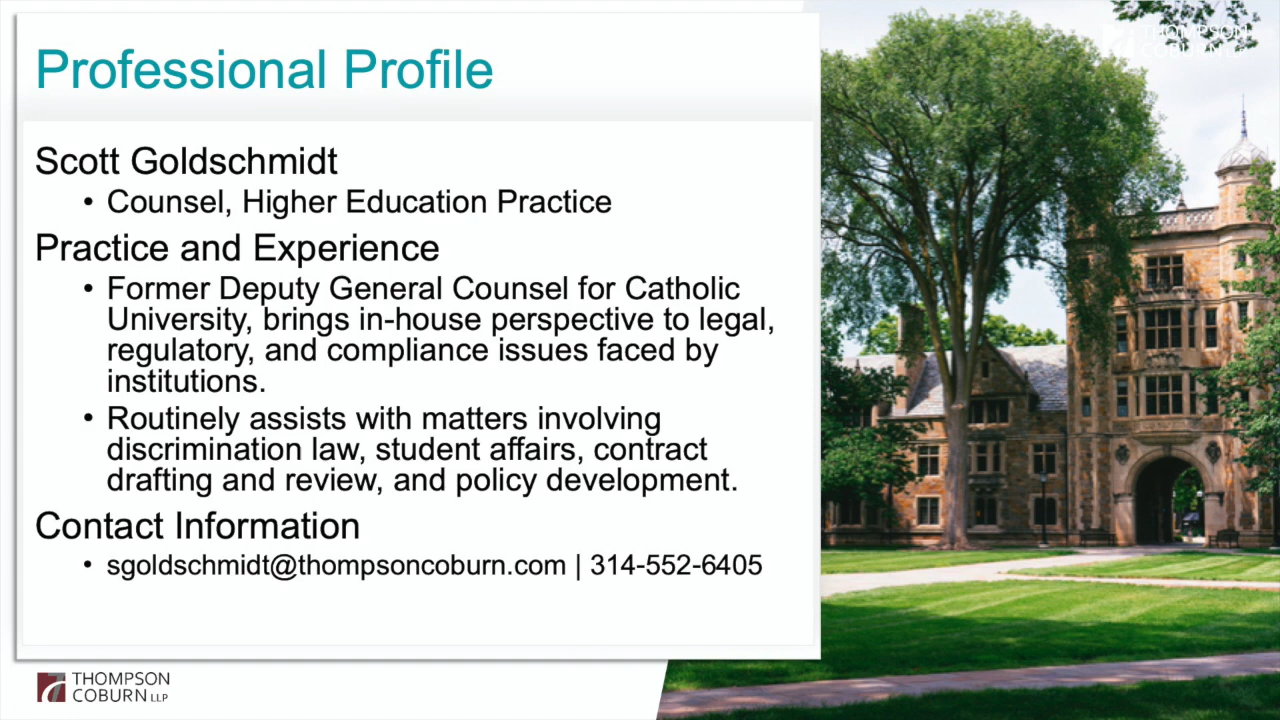 Professional Profile
Scott Goldschmidt
• Counsel, Higher Education Practice
Practice and Experience
• Former Deputy General Counsel for Catholic
University, brings in-house perspective to legal,
regulatory, and compliance issues faced by
institutions.
• Routinely assists with matters involving
discrimination law, student affairs, contract
drafting and review, and policy development.
Contact Information
• sgoldschmidt@thompsoncoburn.com | 314-552-6405
THOMPSON
COBURN LLP
THOMPSON
COBURN LLP